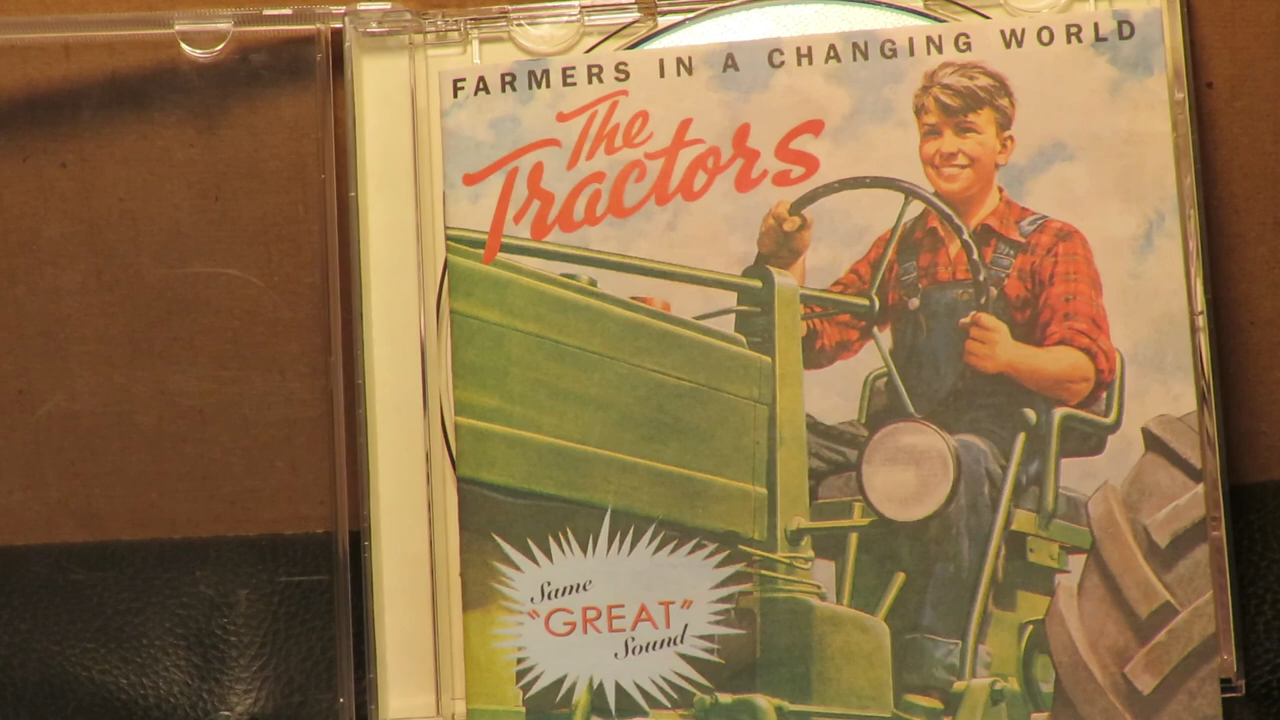 FARMERS IN A CHANGING WORLD
The
Tractors
Same
"GREAT"
Sound